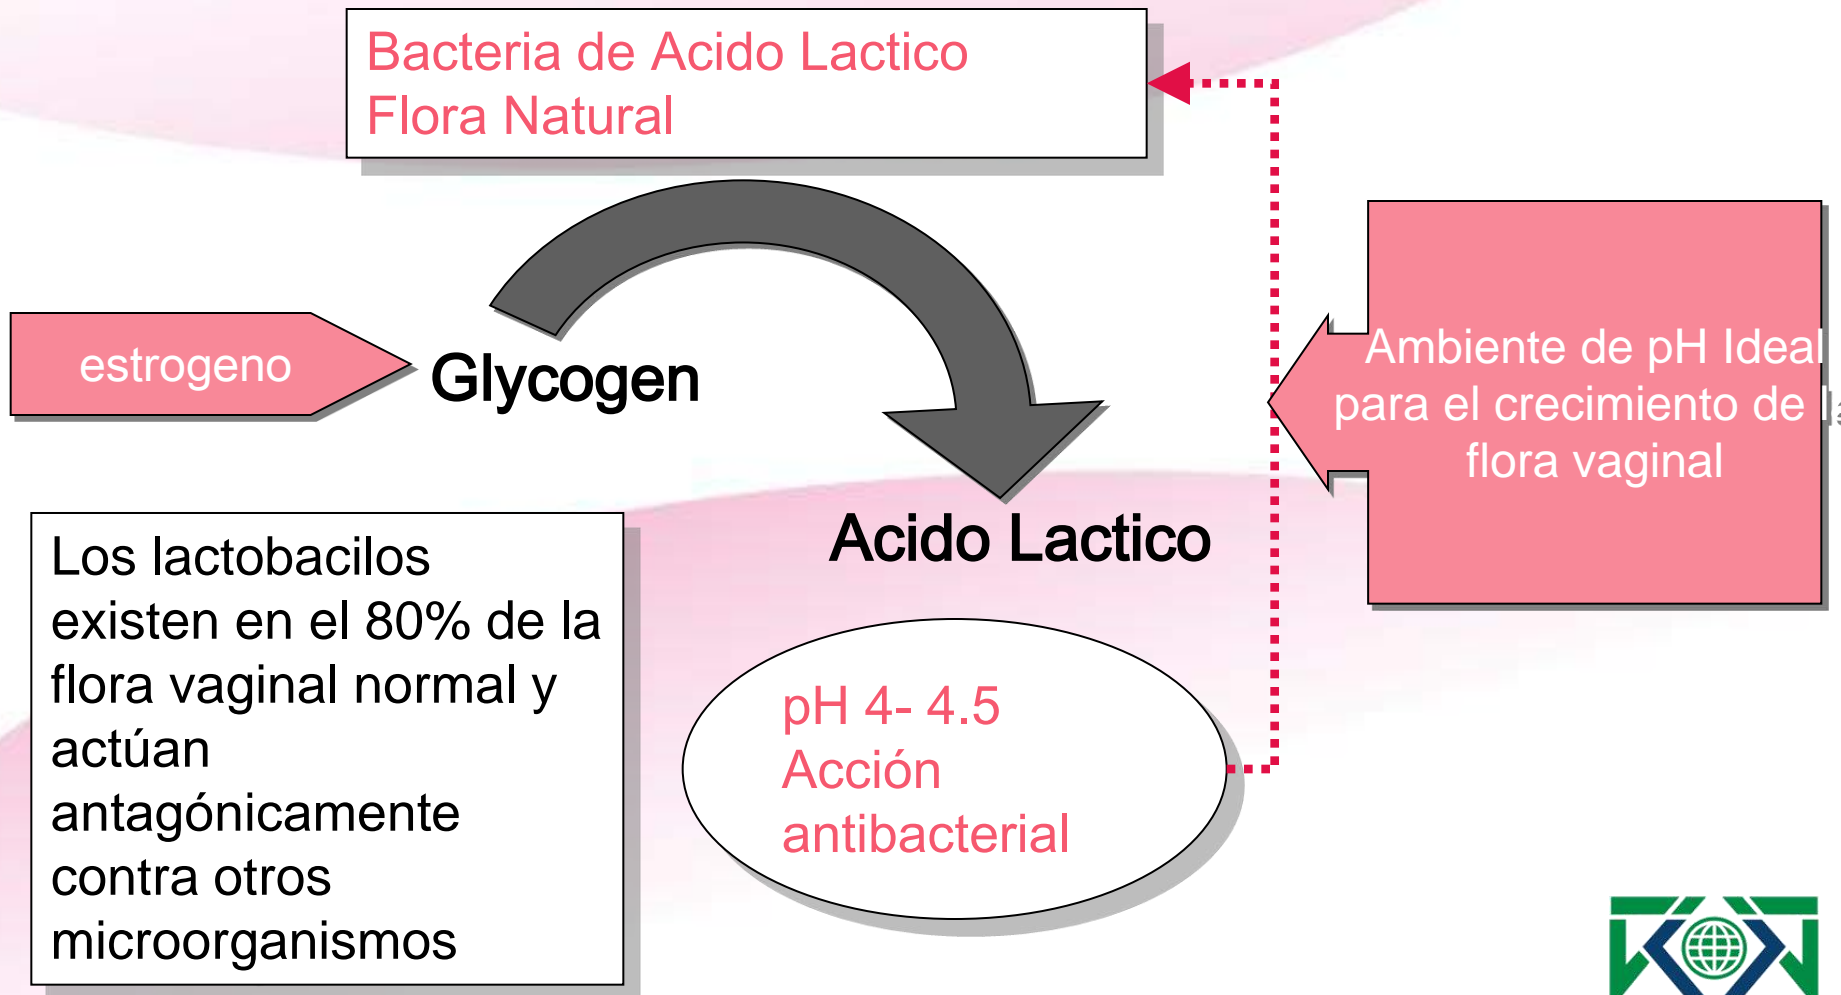 Bacteria de Acido Lactico
Flora Natural
estrogeno
Glycogen
Acido Lactico
Ambiente de pH Ideal
para el crecimiento de la
flora vaginal
Los lactobacilos
existen en el 80% de la
flora vaginal normal y
actúan
antagónicamente
contra otros
microorganismos
pH 4- 4.5
Acción
antibacterial